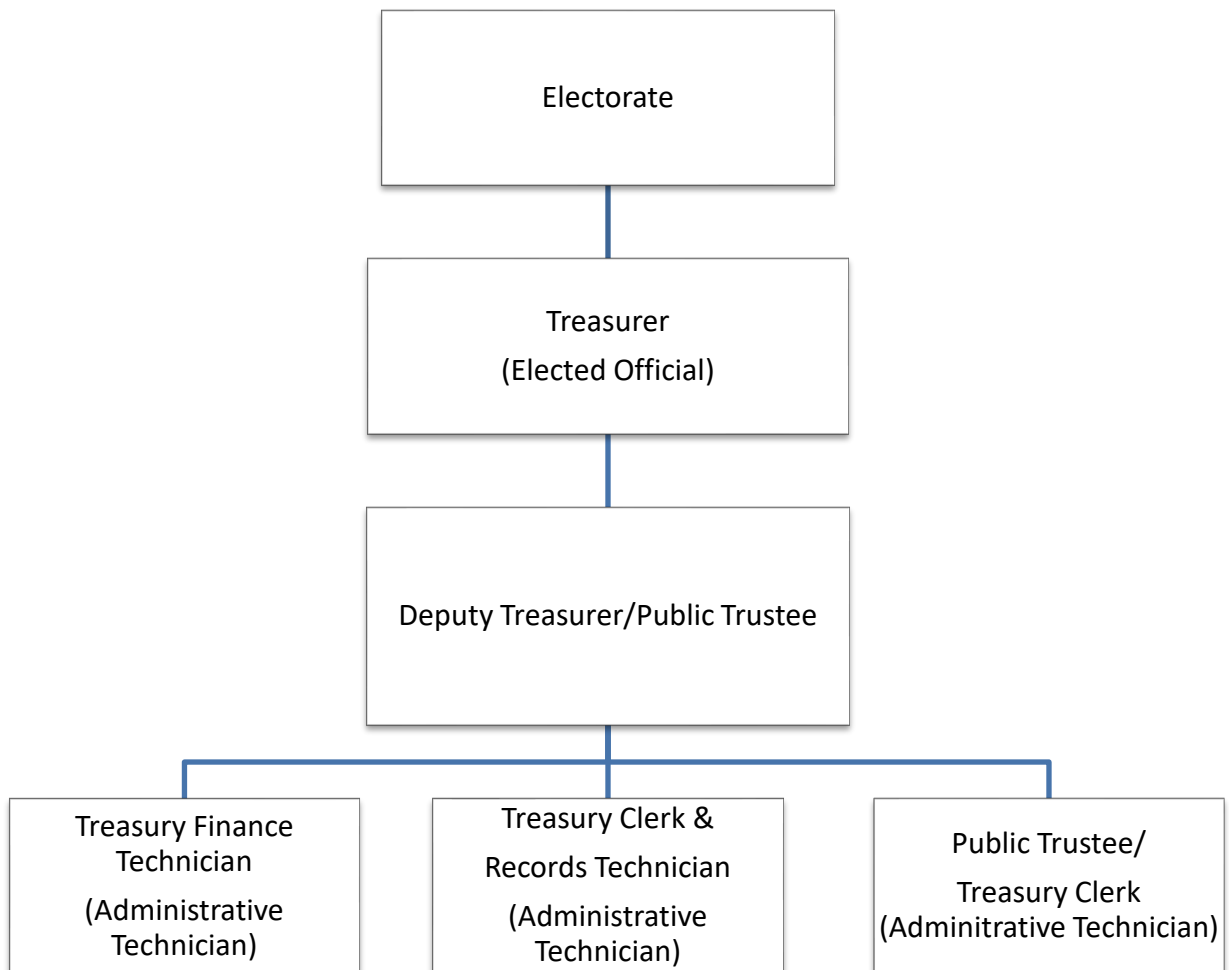 Electorate
Treasurer
(Elected Official)
Deputy Treasurer/Public Trustee
Treasury Finance
Technician
(Administrative
Technician)
Treasury Clerk &
Records Technician
(Administrative
Technician)
Public Trustee/
Treasury Clerk
(Adminitrative Technician)